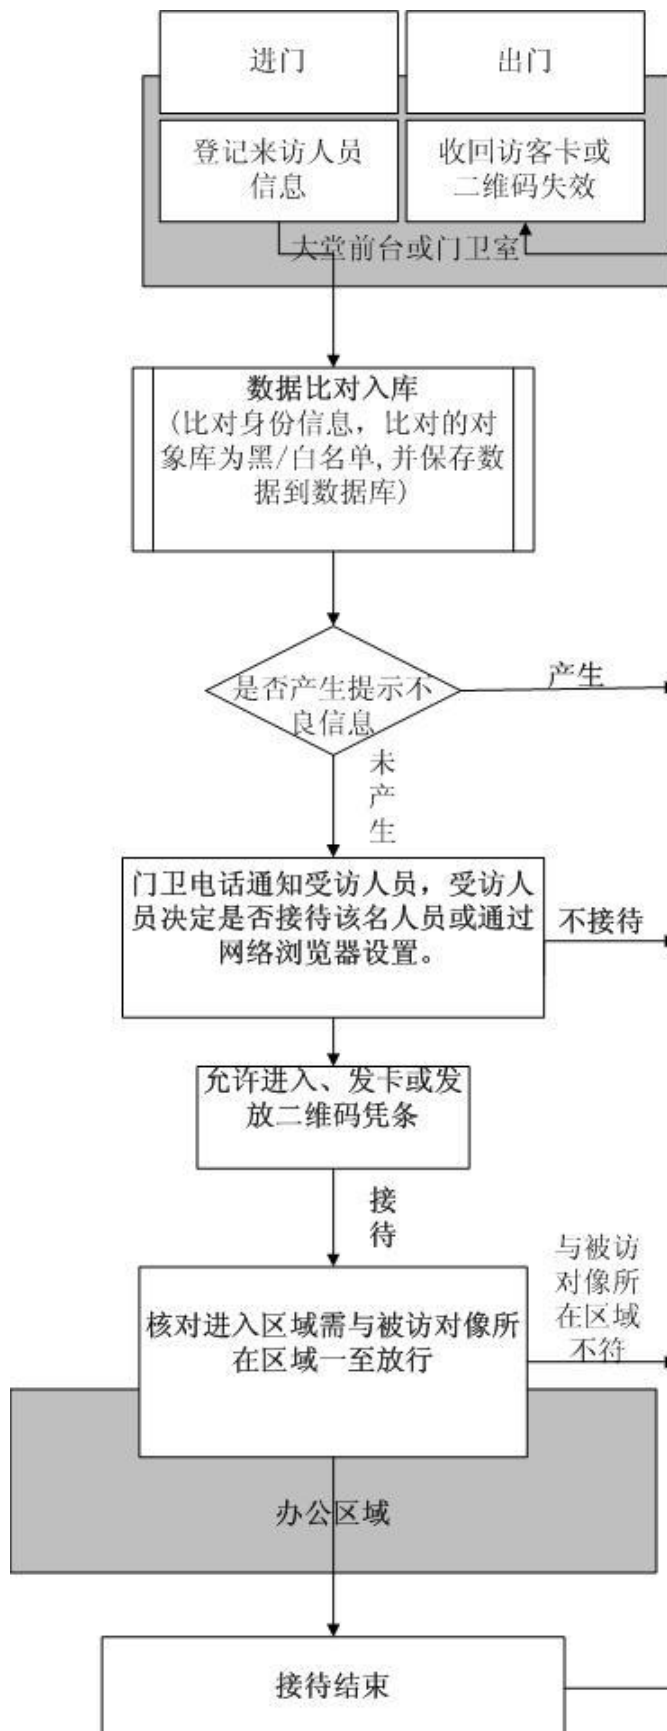 进门
出门
登记来访人员
信息
收回访客卡或
二维码失效
大堂前台或门卫室
数据比对入库
(比对身份信息，比对的对
象库为黑/白名单,并保存数
据到数据库)
是否产生提示不
良信息
产生
未
产
生
门卫电话通知受访人员，受访人
员决定是否接待该名人员或通过
网络浏览器设置。
不接待
允许进入、发卡或发
放二维码凭条
接
待
与被访
对像所
在区域
不符
核对进入区域需与被访对像所
在区域一至放行
办公区域
接待结束